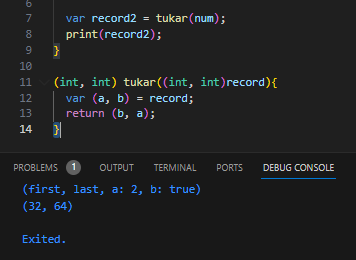 6
7 var record2 = tukar(num);
8 print(record2);
9 }
10
11 (int, int) tukar((int, int)record){
12 var (a, b) = record;
13 return (b, a);
14 }
PROBLEMS 1 OUTPUT TERMINAL PORTS DEBUG CONSOLE
(first, last, a: 2, b: true)
(32, 64)
Exited.